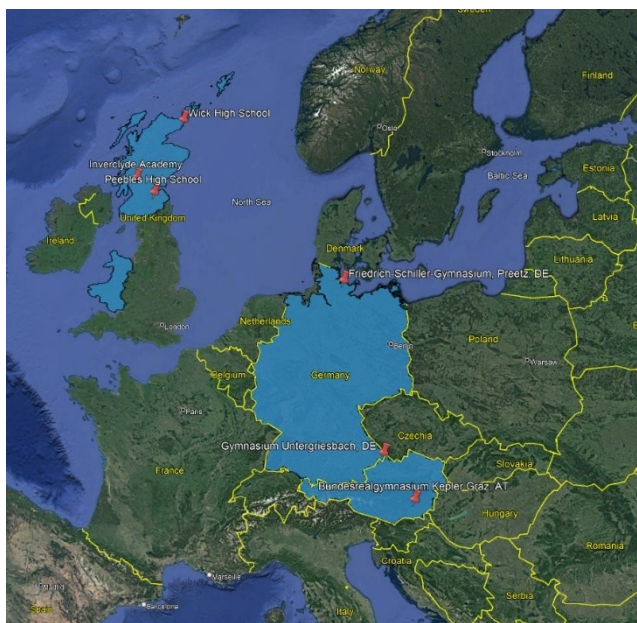 Sweden
Norway
Finland
Oslo
Stockholm
Wick High School
Estonia
Baltic Sea
Inverclyde Academy
Peebles High School
North Sea
Latvia
United Kingdom
Ireland
Denmark
Lithuania
Friedrich-Schiller-Gymnasium, Preetz, DE
London
Netherlands
Berlin
Poland
Warsaw
Belgium
Germany
Paris
Czechia
Gymnasium Untergriesbach, DE
Slovakia
France
Bundesrealgymnasium Kepler Graz, AT
Hungary
Romania
Croatia
Marseille
Serbia
Barcelona
Italy
Spain